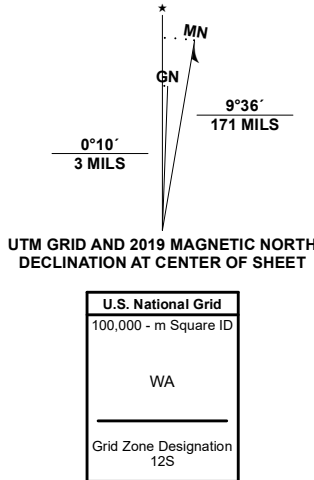 ★
MN
GN
9°36´
171 MILS
0°10´
3 MILS
UTM GRID AND 2019 MAGNETIC NORTH
DECLINATION AT CENTER OF SHEET
U.S. National Grid
100,000 - m Square ID
WA
Grid Zone Designation
12S